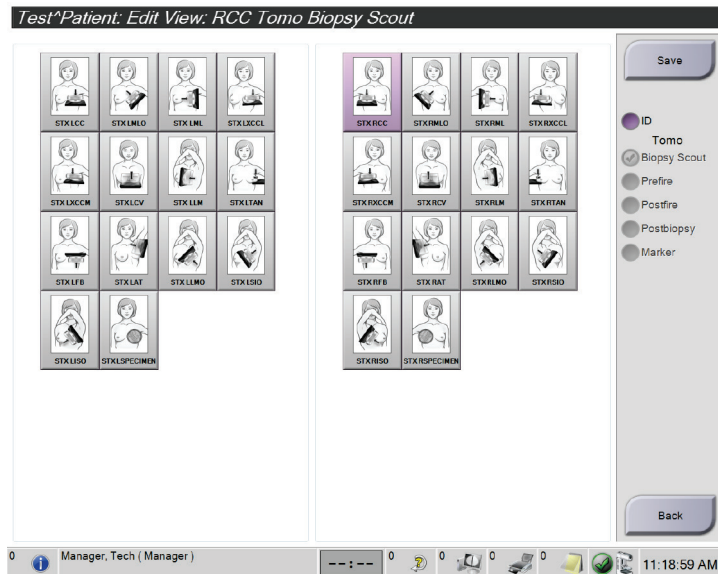 Test^Patient: Edit View: RCC Tomo Biopsy Scout
STX LCC STX LMLO STX LML STX LXCCL
STX LXCCM STX LCV STX LLM STX LTAN
STX LFB STX LAT STX LLMO STX LSIO
STX LISO STX LSPECIMEN
STX RCC STX RMLO STX RML STX RXCCL
STX RXCCM STX RCV STX RLM STX RTAN
STX RFB STX RAT STX RLMO STX RSIO
STX RISO STX RSPECIMEN
Save
ID
Tomo
Biopsy Scout
Prefire
Postfire
Postbiopsy
Marker
Back
0 Manager, Tech ( Manager ) --:-- 0 0 0 0 11:18:59 AM